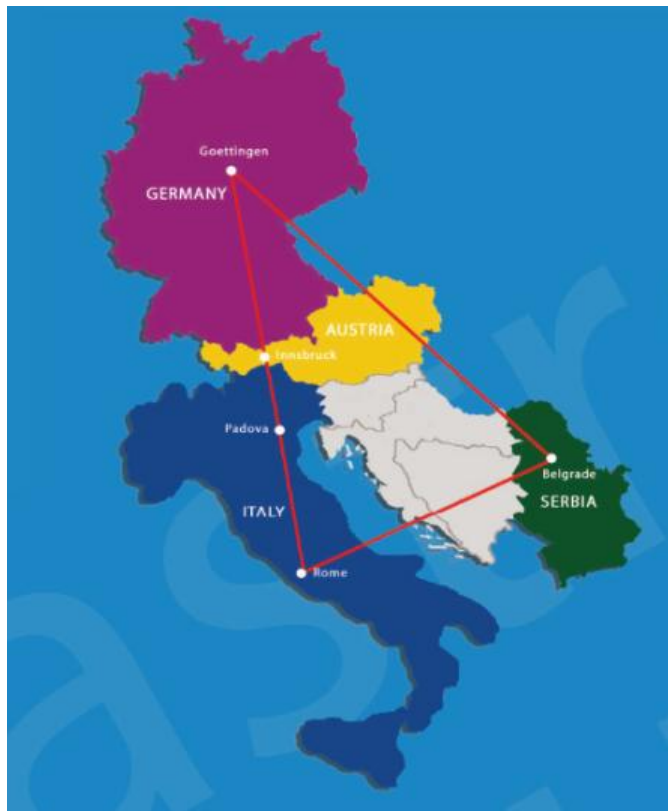 Goettingen
GERMANY
AUSTRIA
Innsbruck
Padova
Belgrade
SERBIA
ITALY
Rome